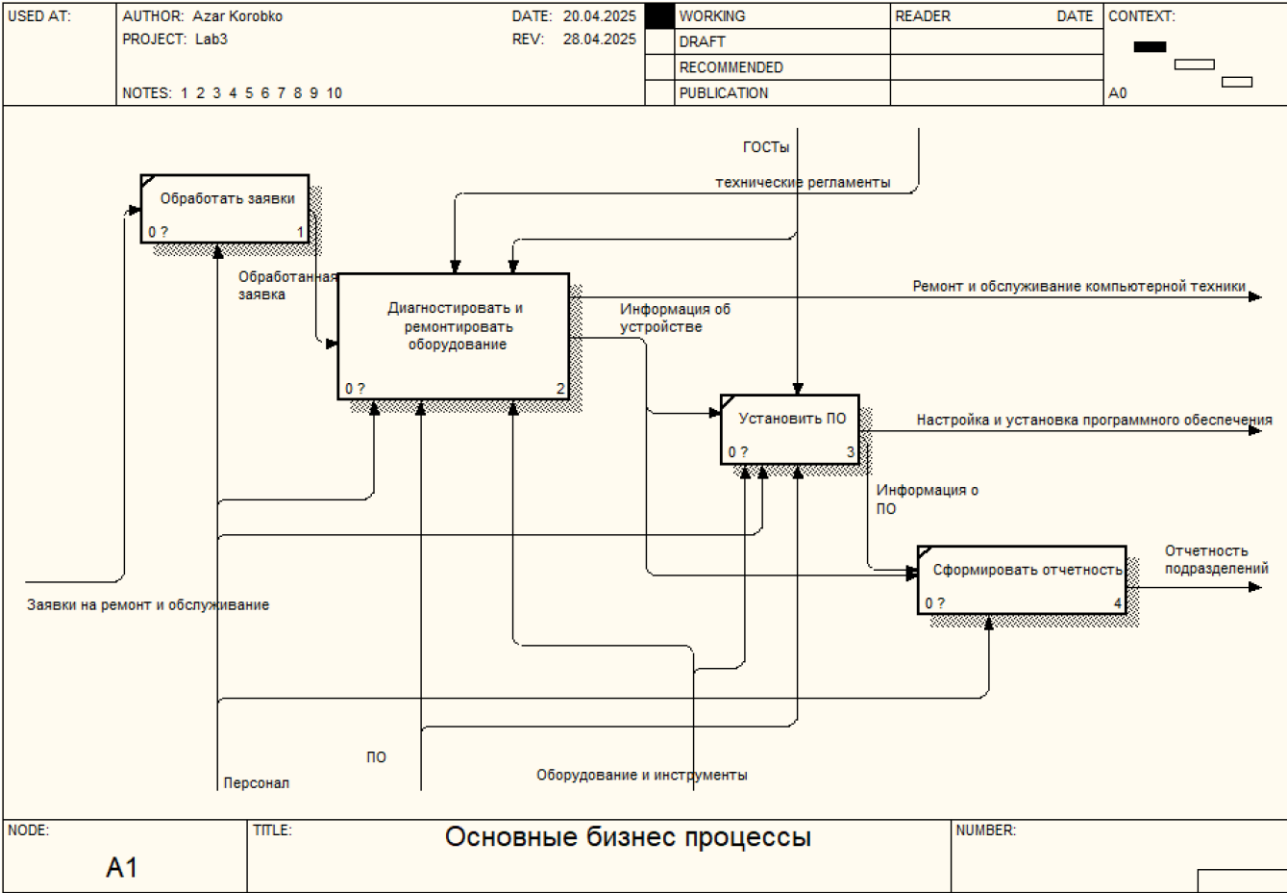 USED AT:
AUTHOR: Azar Korobko
DATE: 20.04.2025
PROJECT: Lab3
REV: 28.04.2025
NOTES: 1 2 3 4 5 6 7 8 9 10
WORKING
DRAFT
RECOMMENDED
PUBLICATION
READER
DATE
CONTEXT:
A0
ГОСТы
технические регламенты
Обработать заявки
0 ?
1
Обработанная
заявка
Диагностировать и
ремонтировать
оборудование
0 ?
2
Ремонт и обслуживание компьютерной техники
Информация об
устройстве
Установить ПО
0 ?
3
Настройка и установка программного обеспечения
Информация о
ПО
Сформировать отчетность
0 ?
4
Отчетность
подразделений
Заявки на ремонт и обслуживание
ПО
Персонал
Оборудование и инструменты
NODE:
A1
TITLE:
Основные бизнес процессы
NUMBER: